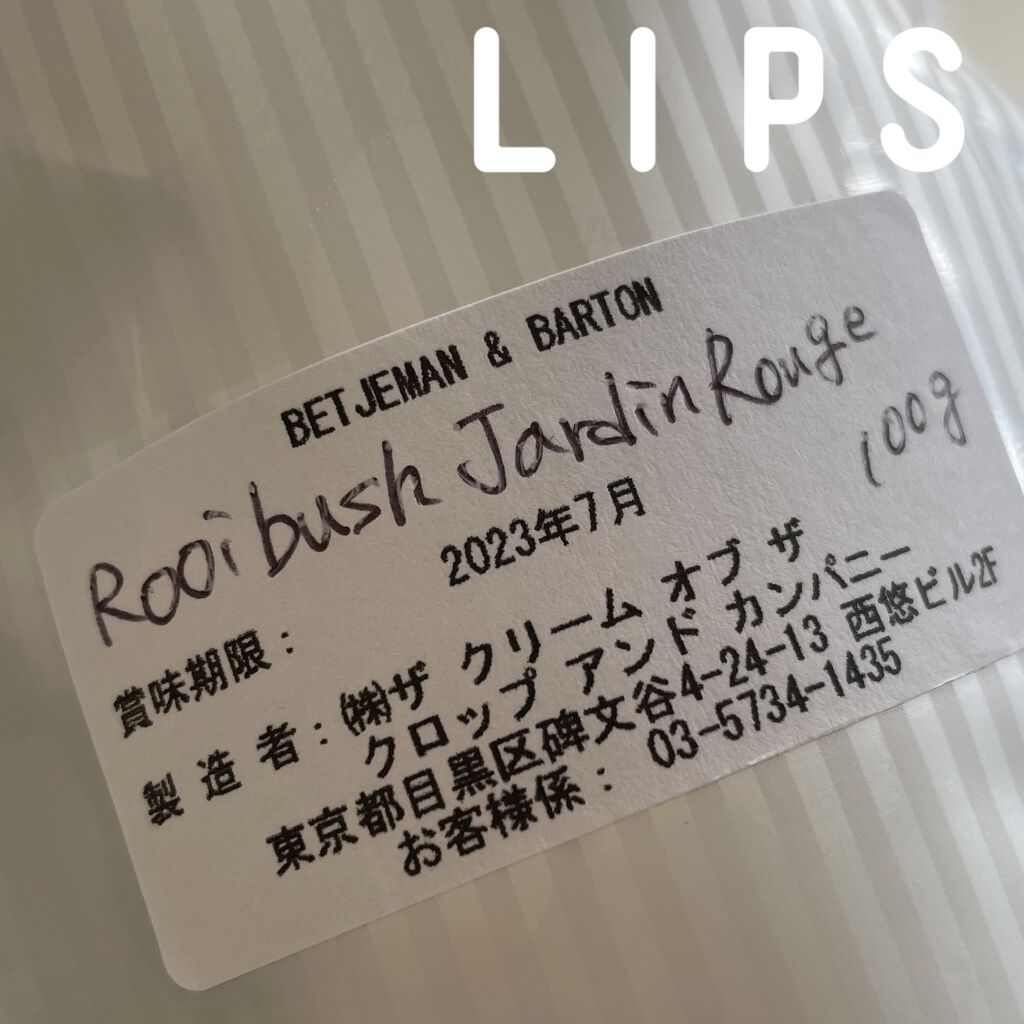 LIPS
BETJEMAN & BARTON
Rooibush Jardin Rouge
100g
賞味期限： 2023年7月
製造者：㈱ザ クリーム オブ ザ
クロップ アンド カンパニー
東京都目黒区碑文谷4-24-13 西悠ビル2F
お客様係： 03-5734-1435